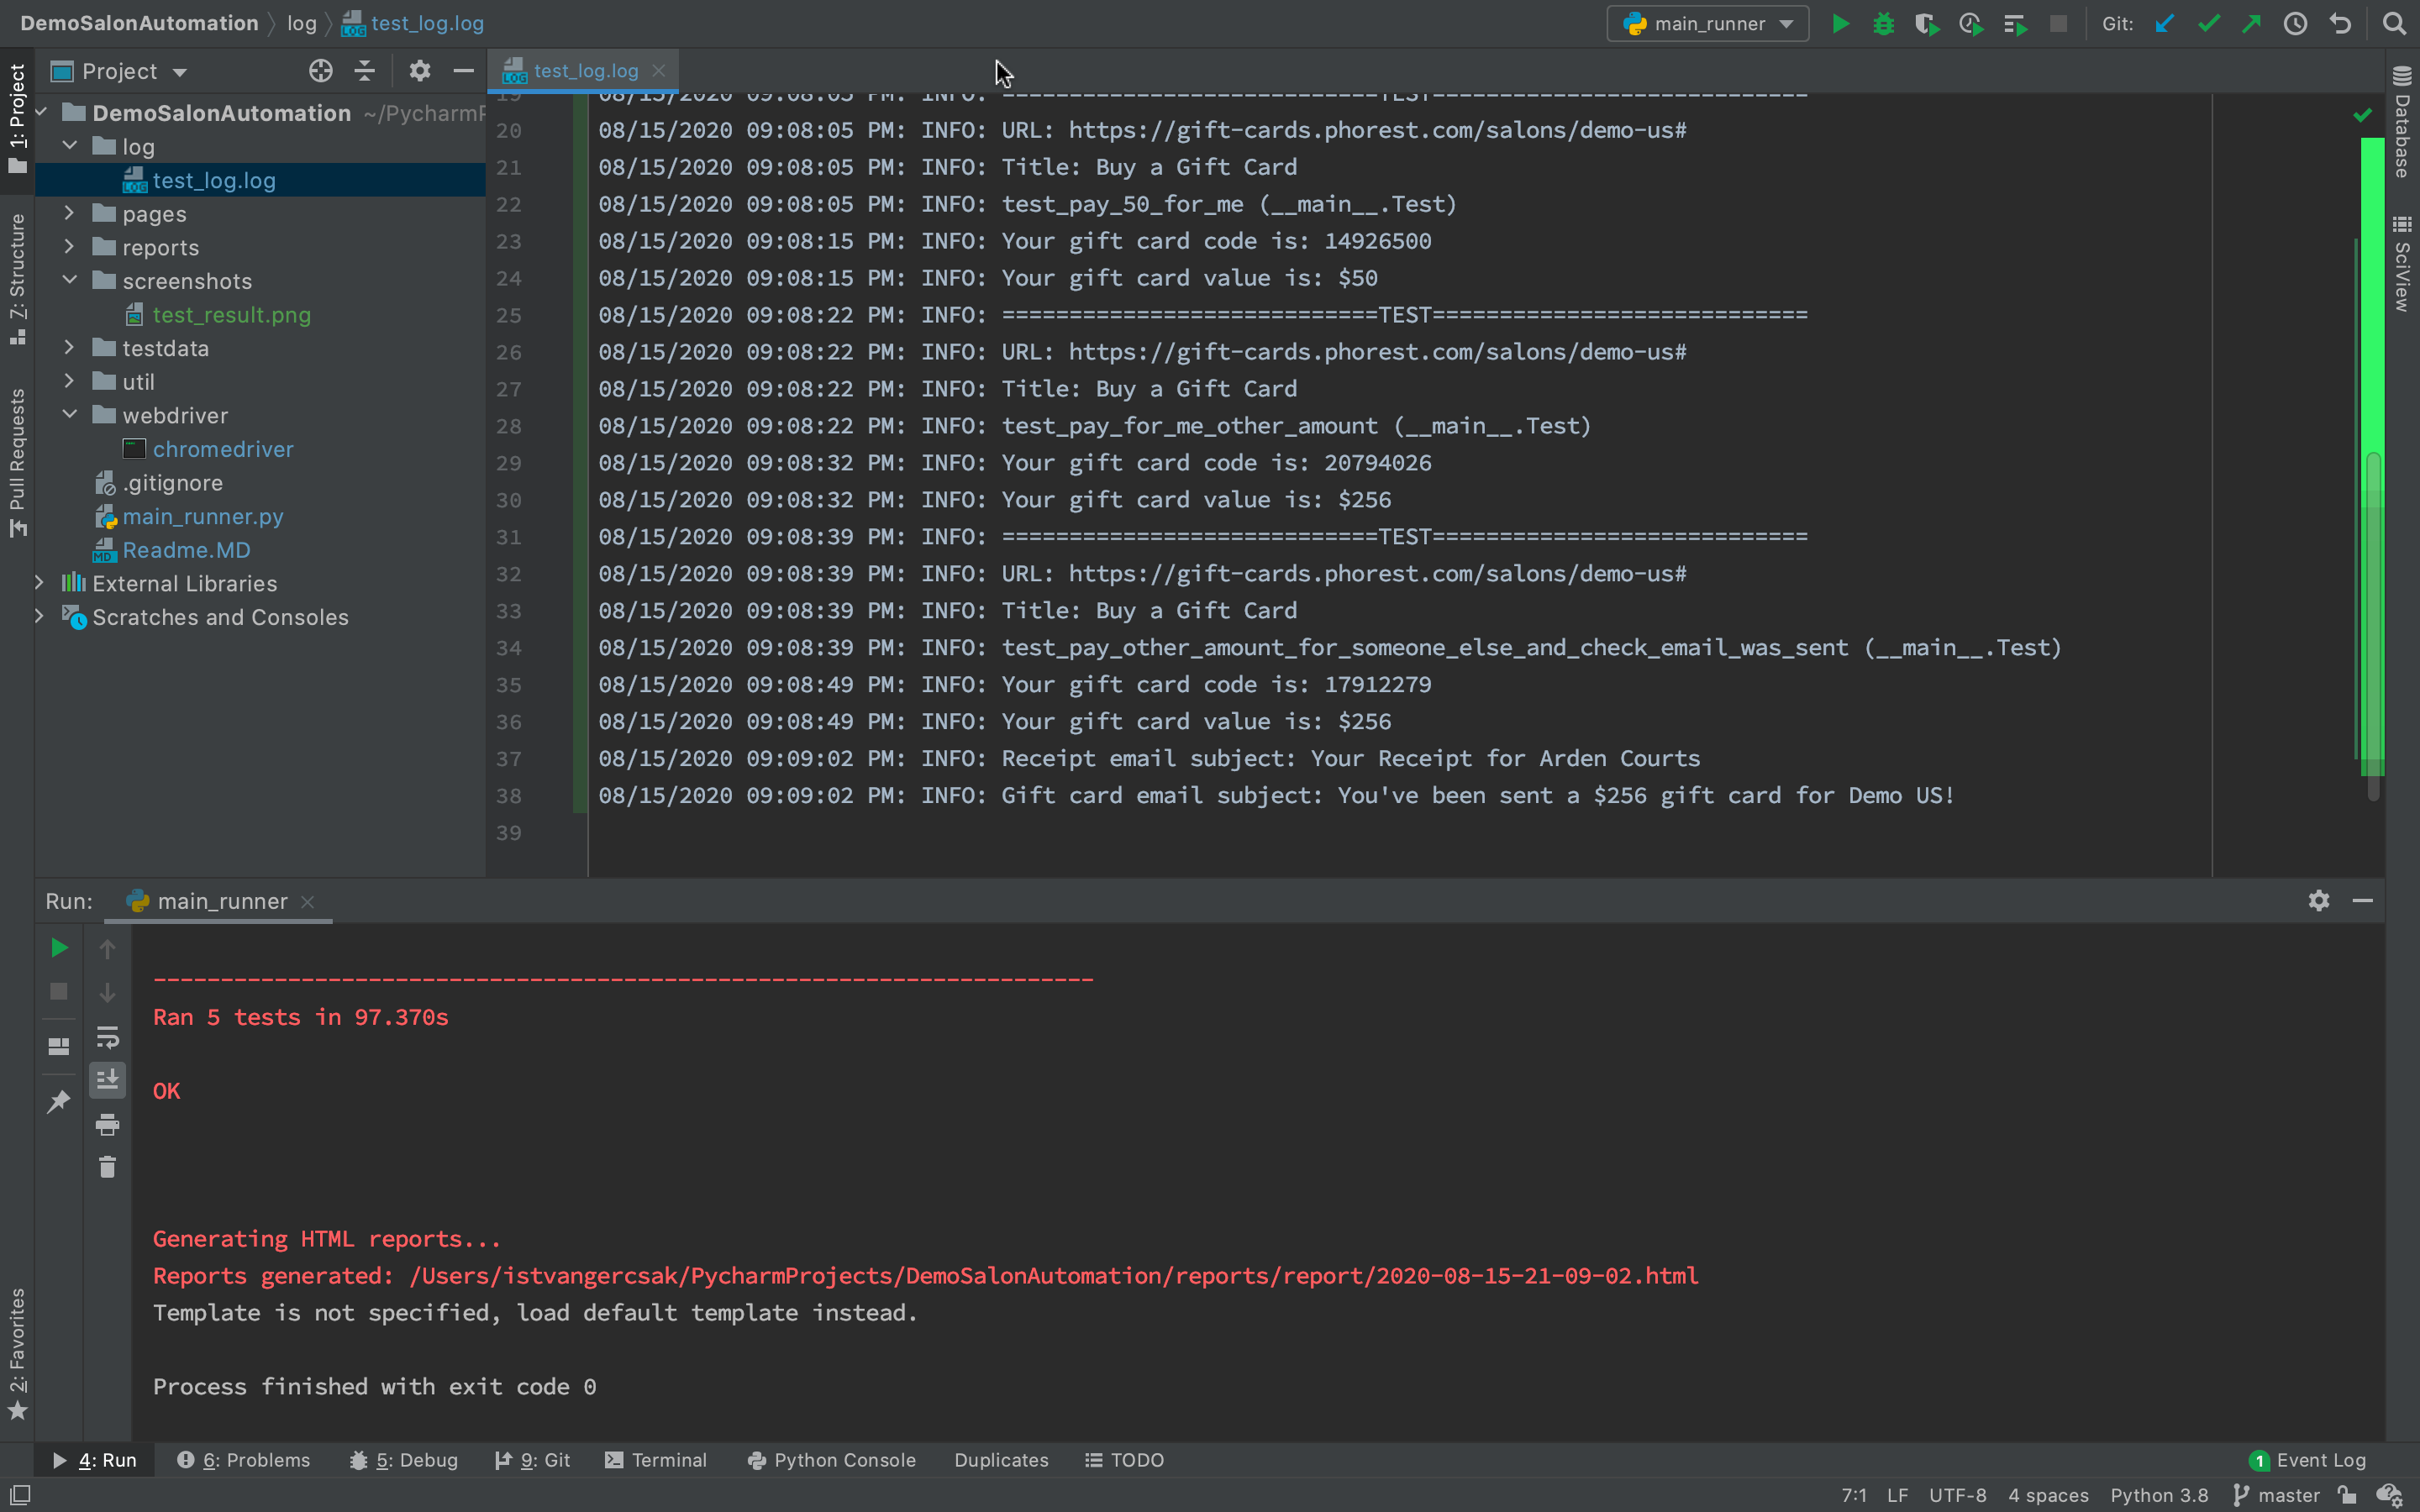 DemoSalonAutomation log test_log.log
main_runner Git:
1: Project
Project
test_log.log
DemoSalonAutomation ~/PycharmP
log
test_log.log
pages
reports
screenshots
test_result.png
testdata
util
webdriver
chromedriver
.gitignore
main_runner.py
Readme.MD
External Libraries
Scratches and Consoles
Z: Structure
Pull Requests
2: Favorites
Database
SciView
19 08/15/2020 09:08:05 PM: INFO: ============================TEST============================
20 08/15/2020 09:08:05 PM: INFO: URL: https://gift-cards.phorest.com/salons/demo-us#
21 08/15/2020 09:08:05 PM: INFO: Title: Buy a Gift Card
22 08/15/2020 09:08:05 PM: INFO: test_pay_50_for_me (__main__.Test)
23 08/15/2020 09:08:15 PM: INFO: Your gift card code is: 14926500
24 08/15/2020 09:08:15 PM: INFO: Your gift card value is: $50
25 08/15/2020 09:08:22 PM: INFO: ============================TEST============================
26 08/15/2020 09:08:22 PM: INFO: URL: https://gift-cards.phorest.com/salons/demo-us#
27 08/15/2020 09:08:22 PM: INFO: Title: Buy a Gift Card
28 08/15/2020 09:08:22 PM: INFO: test_pay_for_me_other_amount (__main__.Test)
29 08/15/2020 09:08:32 PM: INFO: Your gift card code is: 20794026
30 08/15/2020 09:08:32 PM: INFO: Your gift card value is: $256
31 08/15/2020 09:08:39 PM: INFO: ============================TEST============================
32 08/15/2020 09:08:39 PM: INFO: URL: https://gift-cards.phorest.com/salons/demo-us#
33 08/15/2020 09:08:39 PM: INFO: Title: Buy a Gift Card
34 08/15/2020 09:08:39 PM: INFO: test_pay_other_amount_for_someone_else_and_check_email_was_sent (__main__.Test)
35 08/15/2020 09:08:49 PM: INFO: Your gift card code is: 17912279
36 08/15/2020 09:08:49 PM: INFO: Your gift card value is: $256
37 08/15/2020 09:09:02 PM: INFO: Receipt email subject: Your Receipt for Arden Courts
38 08/15/2020 09:09:02 PM: INFO: Gift card email subject: You've been sent a $256 gift card for Demo US!
39
Run: main_runner
----------------------------------------------------------------------
Ran 5 tests in 97.370s
OK
Generating HTML reports...
Reports generated: /Users/istvangercsak/PycharmProjects/DemoSalonAutomation/reports/report/2020-08-15-21-09-02.html
Template is not specified, load default template instead.
Process finished with exit code 0
4: Run 6: Problems 5: Debug 9: Git Terminal Python Console Duplicates TODO 1 Event Log
7:1 LF UTF-8 4 spaces Python 3.8 master